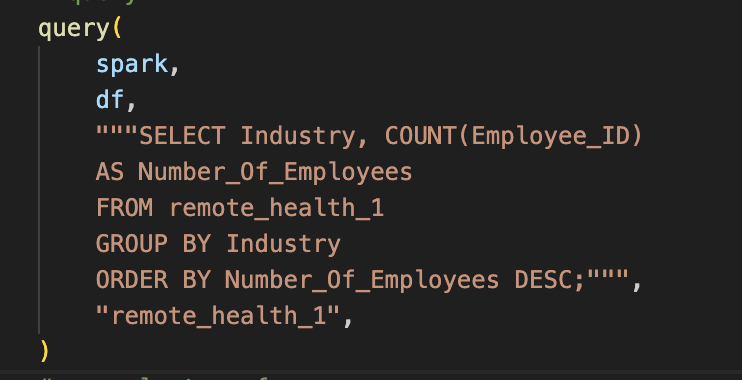 query(
    spark,
    df,
    """SELECT Industry, COUNT(Employee_ID)
    AS Number_Of_Employees
    FROM remote_health_1
    GROUP BY Industry
    ORDER BY Number_Of_Employees DESC;""",
    "remote_health_1",
)